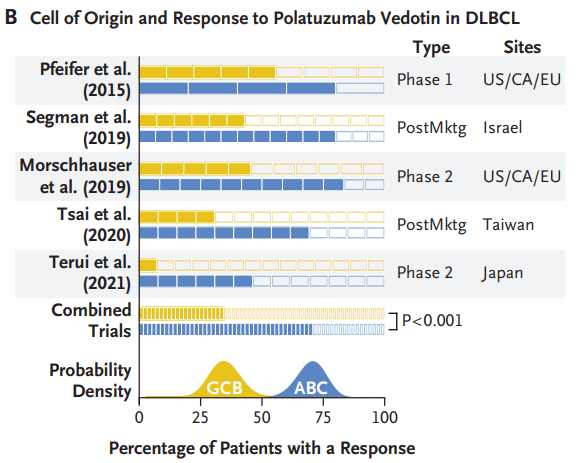 B Cell of Origin and Response to Polatuzumab Vedotin in DLBCL
Type Sites
Pfeifer et al.
(2015)
Phase 1 US/CA/EU
Segman et al.
(2019)
PostMktg Israel
Morschhauser
et al. (2019)
Phase 2 US/CA/EU
Tsai et al.
(2020)
PostMktg Taiwan
Terui et al.
(2021)
Phase 2 Japan
Combined
Trials
P<0.001
Probability
Density
GCB ABC
0 25 50 75 100
Percentage of Patients with a Response